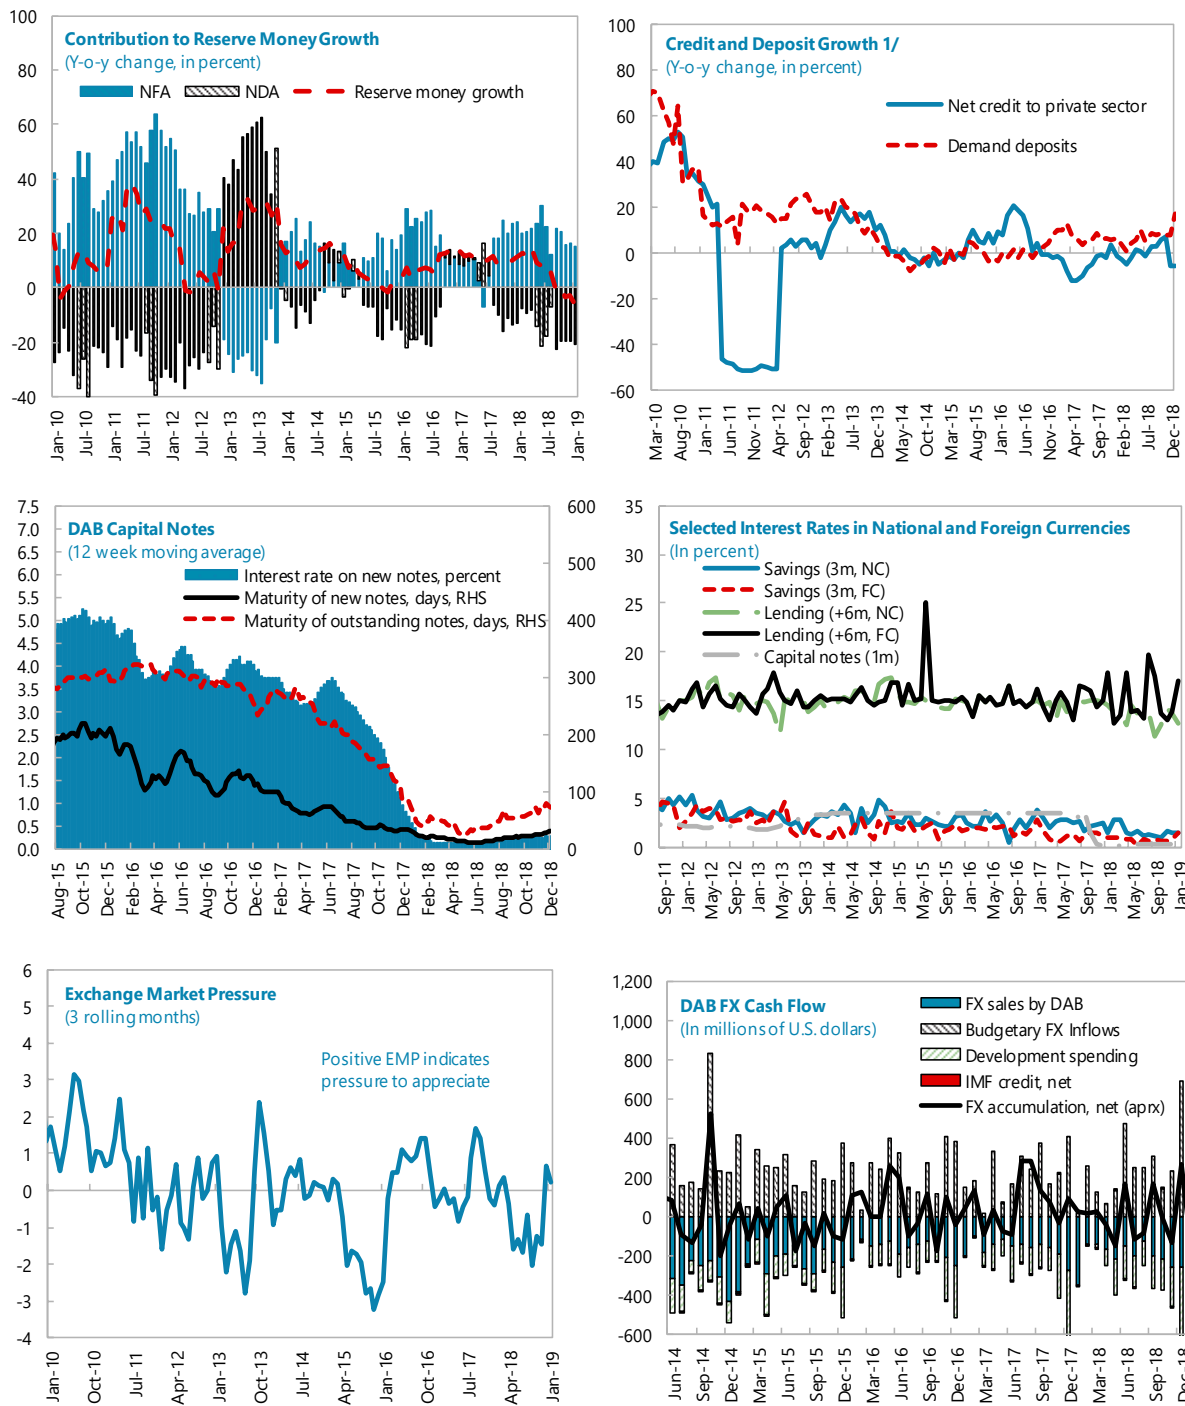 Contribution to Reserve Money Growth
(Y-o-y change, in percent)
NFA NDA Reserve money growth
100
80
60
40
20
0
-20
-40
Jan-10 Jul-10 Jan-11 Jul-11 Jan-12 Jul-12 Jan-13 Jul-13 Jan-14 Jul-14 Jan-15 Jul-15 Jan-16 Jul-16 Jan-17 Jul-17 Jan-18 Jul-18 Jan-19
Credit and Deposit Growth 1/
(Y-o-y change, in percent)
Net credit to private sector
Demand deposits
100
80
60
40
20
0
-20
-40
-60
Mar-10 Aug-10 Jan-11 Jun-11 Nov-11 Apr-12 Sep-12 Feb-13 Jul-13 Dec-13 May-14 Oct-14 Mar-15 Aug-15 Jan-16 Jun-16 Nov-16 Apr-17 Sep-17 Feb-18 Jul-18 Dec-18
DAB Capital Notes
(12 week moving average)
Interest rate on new notes, percent
Maturity of new notes, days, RHS
Maturity of outstanding notes, days, RHS
7.5
7.0
6.5
6.0
5.5
5.0
4.5
4.0
3.5
3.0
2.5
2.0
1.5
1.0
0.5
0.0
600
500
400
300
200
100
0
Aug-15 Oct-15 Dec-15 Feb-16 Apr-16 Jun-16 Aug-16 Oct-16 Dec-16 Feb-17 Apr-17 Jun-17 Aug-17 Oct-17 Dec-17 Feb-18 Apr-18 Jun-18 Aug-18 Oct-18 Dec-18
Selected Interest Rates in National and Foreign Currencies
(In percent)
Savings (3m, NC)
Savings (3m, FC)
Lending (+6m, NC)
Lending (+6m, FC)
Capital notes (1m)
35
30
25
20
15
10
5
0
Sep-11 Jan-12 May-12 Sep-12 Jan-13 May-13 Sep-13 Jan-14 May-14 Sep-14 Jan-15 May-15 Sep-15 Jan-16 May-16 Sep-16 Jan-17 May-17 Sep-17 Jan-18 May-18 Sep-18 Jan-19
Exchange Market Pressure
(3 rolling months)
Positive EMP indicates
pressure to appreciate
6
5
4
3
2
1
0
-1
-2
-3
-4
Jan-10 Oct-10 Jul-11 Apr-12 Jan-13 Oct-13 Jul-14 Apr-15 Jan-16 Oct-16 Jul-17 Apr-18 Jan-19
DAB FX Cash Flow
(In millions of U.S. dollars)
FX sales by DAB
Budgetary FX Inflows
Development spending
IMF credit, net
FX accumulation, net (aprx)
1,200
1,000
800
600
400
200
0
-200
-400
-600
Jun-14 Sep-14 Dec-14 Mar-15 Jun-15 Sep-15 Dec-15 Mar-16 Jun-16 Sep-16 Dec-16 Mar-17 Jun-17 Sep-17 Dec-17 Mar-18 Jun-18 Sep-18 Dec-18